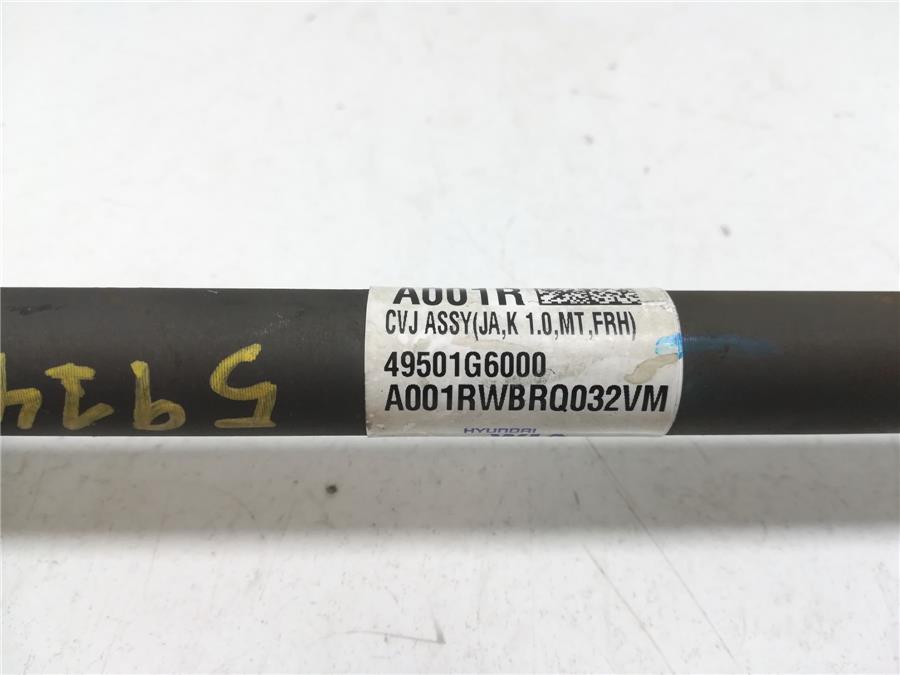 A001R
CVJ ASSY(JA,K 1.0,MT,FRH)
49501G6000
A001RWBRQ032VM
HYUNDAI